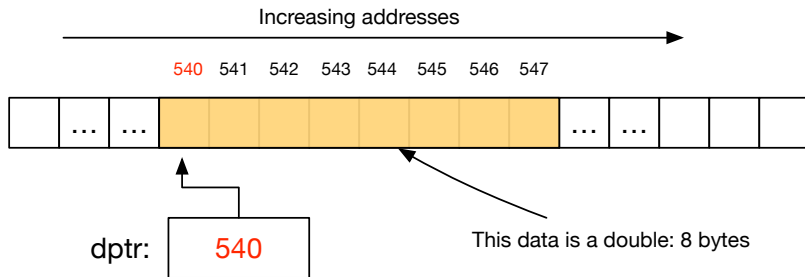 Increasing addresses
540 541 542 543 544 545 546 547
... ... ... ...
dptr: 540
This data is a double: 8 bytes